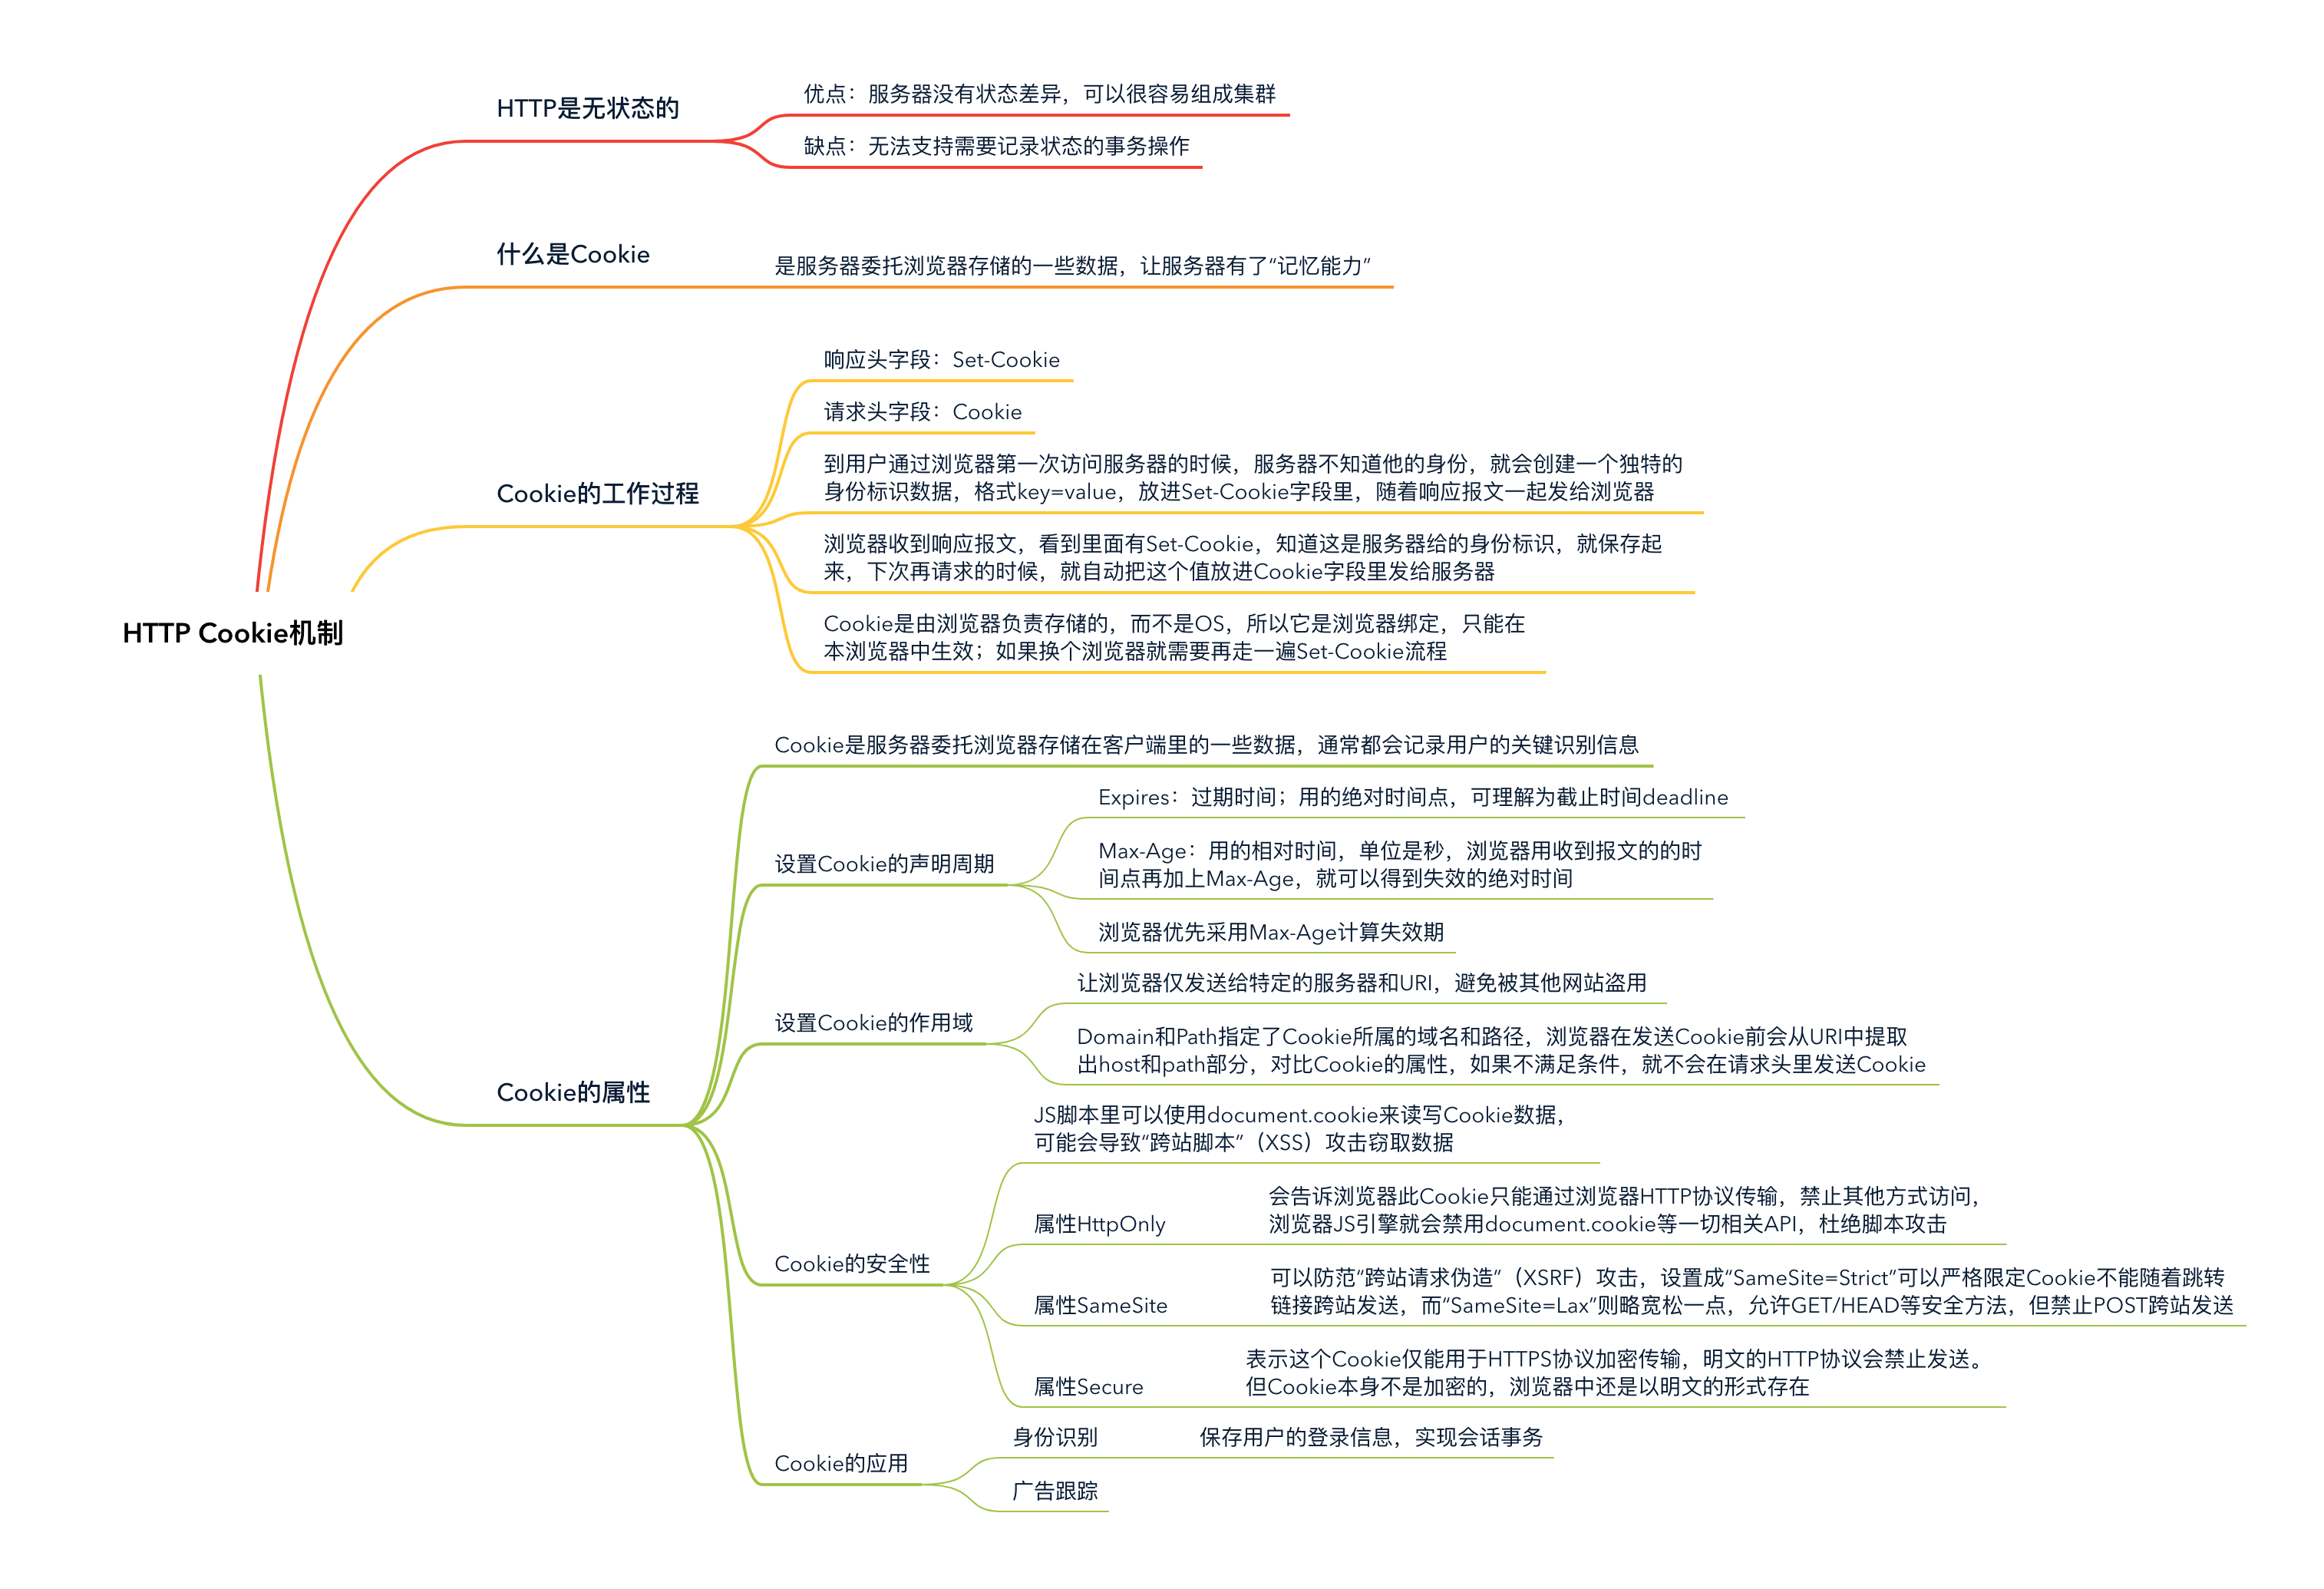 HTTP Cookie机制
HTTP是无状态的
优点：服务器没有状态差异，可以很容易组成集群
缺点：无法支持需要记录状态的事务操作
什么是Cookie
是服务器委托浏览器存储的一些数据，让服务器有了“记忆能力”
Cookie的工作过程
响应头字段：Set-Cookie
请求头字段：Cookie
到用户通过浏览器第一次访问服务器的时候，服务器不知道他的身份，就会创建一个独特的
身份标识数据，格式key=value，放进Set-Cookie字段里，随着响应报文一起发给浏览器
浏览器收到响应报文，看到里面有Set-Cookie，知道这是服务器给的身份标识，就保存起
来，下次再请求的时候，就自动把这个值放进Cookie字段里发给服务器
Cookie是由浏览器负责存储的，而不是OS，所以它是浏览器绑定，只能在
本浏览器中生效；如果换个浏览器就需要再走一遍Set-Cookie流程
Cookie的属性
Cookie是服务器委托浏览器存储在客户端里的一些数据，通常都会记录用户的关键识别信息
设置Cookie的声明周期
Expires：过期时间；用的绝对时间点，可理解为截止时间deadline
Max-Age：用的相对时间，单位是秒，浏览器用收到报文的的时
间点再加上Max-Age，就可以得到失效的绝对时间
浏览器优先采用Max-Age计算失效期
设置Cookie的作用域
让浏览器仅发送给特定的服务器和URI，避免被其他网站盗用
Domain和Path指定了Cookie所属的域名和路径，浏览器在发送Cookie前会从URI中提取
出host和path部分，对比Cookie的属性，如果不满足条件，就不会在请求头里发送Cookie
Cookie的安全性
JS脚本里可以使用document.cookie来读写Cookie数据，
可能会导致“跨站脚本”（XSS）攻击窃取数据
属性HttpOnly
会告诉浏览器此Cookie只能通过浏览器HTTP协议传输，禁止其他方式访问，
浏览器JS引擎就会禁用document.cookie等一切相关API，杜绝脚本攻击
属性SameSite
可以防范“跨站请求伪造”（XSRF）攻击，设置成“SameSite=Strict”可以严格限定Cookie不能随着跳转
链接跨站发送，而“SameSite=Lax”则略宽松一点，允许GET/HEAD等安全方法，但禁止POST跨站发送
属性Secure
表示这个Cookie仅能用于HTTPS协议加密传输，明文的HTTP协议会禁止发送。
但Cookie本身不是加密的，浏览器中还是以明文的形式存在
Cookie的应用
身份识别
保存用户的登录信息，实现会话事务
广告跟踪